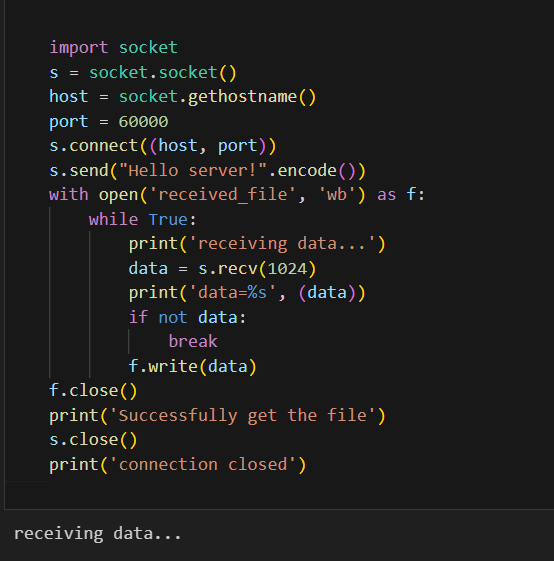 import socket
s = socket.socket()
host = socket.gethostname()
port = 60000
s.connect((host, port))
s.send("Hello server!".encode())
with open('received_file', 'wb') as f:
    while True:
        print('receiving data...')
        data = s.recv(1024)
        print('data=%s', (data))
        if not data:
            break
        f.write(data)
f.close()
print('Successfully get the file')
s.close()
print('connection closed')
receiving data...